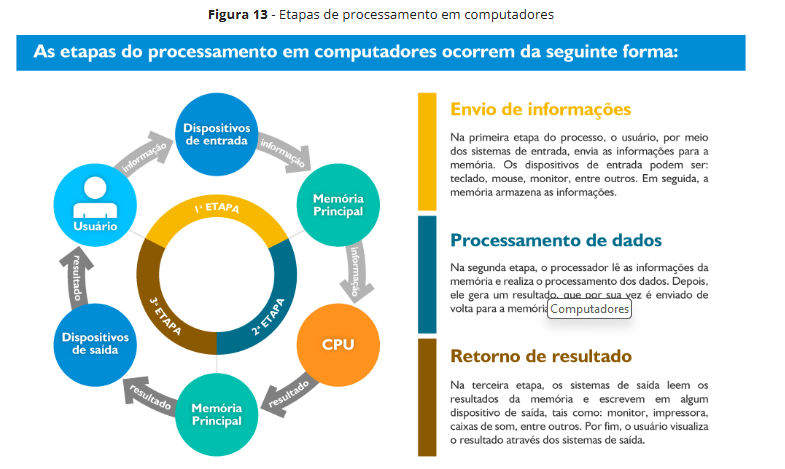 Figura 13 - Etapas de processamento em computadores
As etapas do processamento em computadores ocorrem da seguinte forma:
Dispositivos
de entrada
informação
informação
Usuário
Memória
Principal
1ª ETAPA
informação
resultado
3ª ETAPA
2ª ETAPA
Dispositivos
de saída
CPU
resultado
resultado
Memória
Principal
Envio de informações
Na primeira etapa do processo, o usuário, por meio
dos sistemas de entrada, envia as informações para a
memória. Os dispositivos de entrada podem ser:
teclado, mouse, monitor, entre outros. Em seguida, a
memória armazena as informações.
Processamento de dados
Na segunda etapa, o processador lê as informações da
memória e realiza o processamento dos dados. Depois,
ele gera um resultado, que por sua vez é enviado de
volta para a memória
Computadores
Retorno de resultado
Na terceira etapa, os sistemas de saída leem os
resultados da memória e escrevem em algum
dispositivo de saída, tais como: monitor, impressora,
caixas de som, entre outros. Por fim, o usuário visualiza
o resultado através dos sistemas de saída.